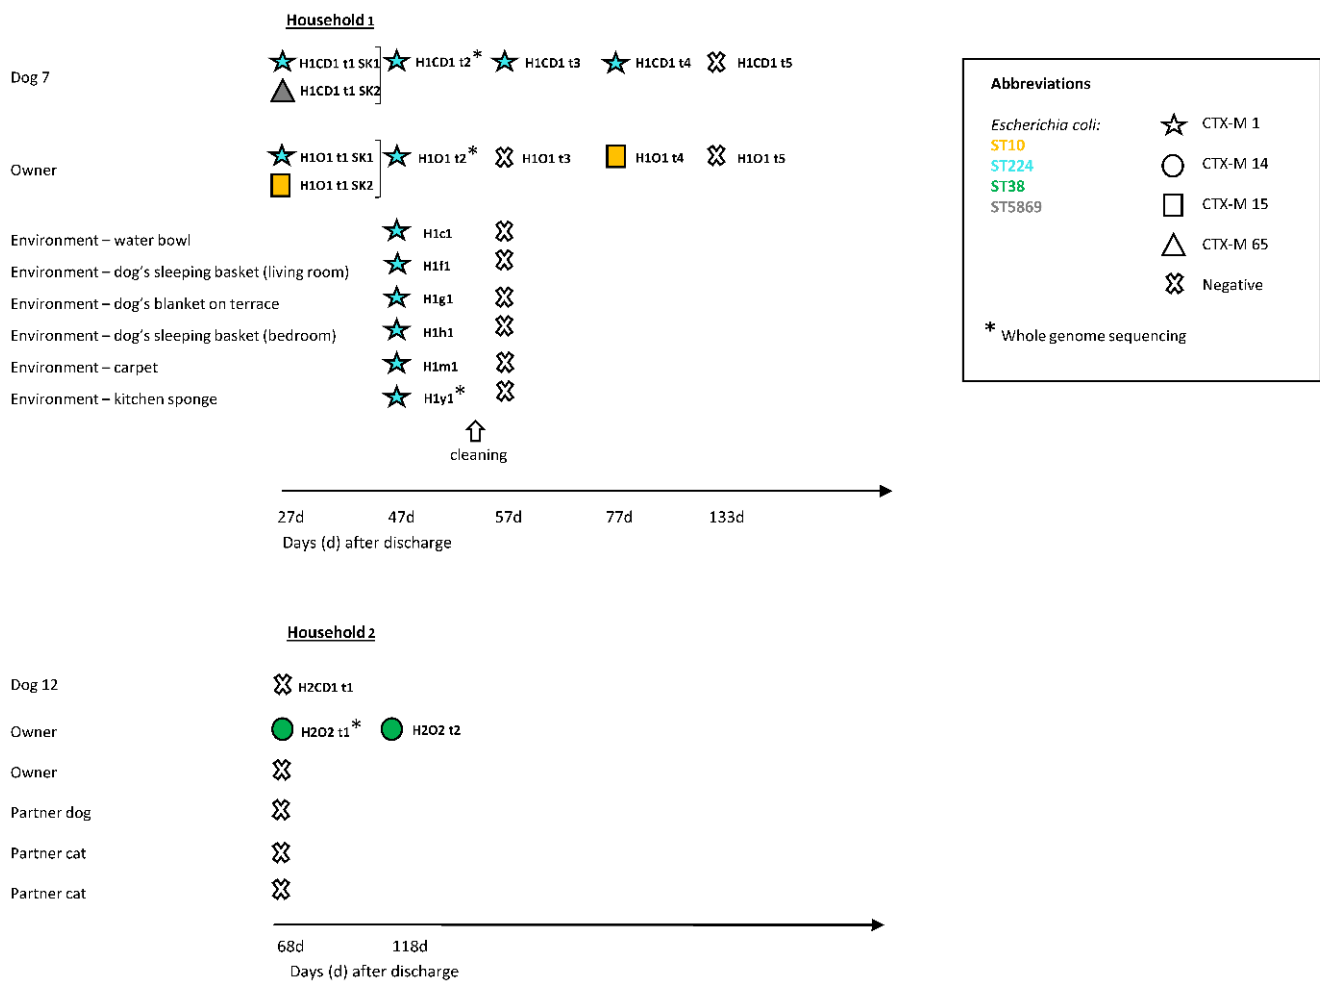 Household 1
Dog 7
H1CD1 t1 SK1 H1CD1 t2* H1CD1 t3 H1CD1 t4 H1CD1 t5
H1CD1 t1 SK2
Owner
H1O1 t1 SK1 H1O1 t2* H1O1 t3 H1O1 t4 H1O1 t5
H1O1 t1 SK2
Environment – water bowl H1c1
Environment – dog's sleeping basket (living room) H1f1
Environment – dog's blanket on terrace H1g1
Environment – dog's sleeping basket (bedroom) H1h1
Environment – carpet H1m1
Environment – kitchen sponge H1y1*
cleaning
27d 47d 57d 77d 133d
Days (d) after discharge
Abbreviations
Escherichia coli:
ST10
ST224
ST38
ST5869
CTX-M 1
CTX-M 14
CTX-M 15
CTX-M 65
Negative
* Whole genome sequencing
Household 2
Dog 12 H2CD1 t1
Owner H2O2 t1* H2O2 t2
Owner
Partner dog
Partner cat
Partner cat
68d 118d
Days (d) after discharge